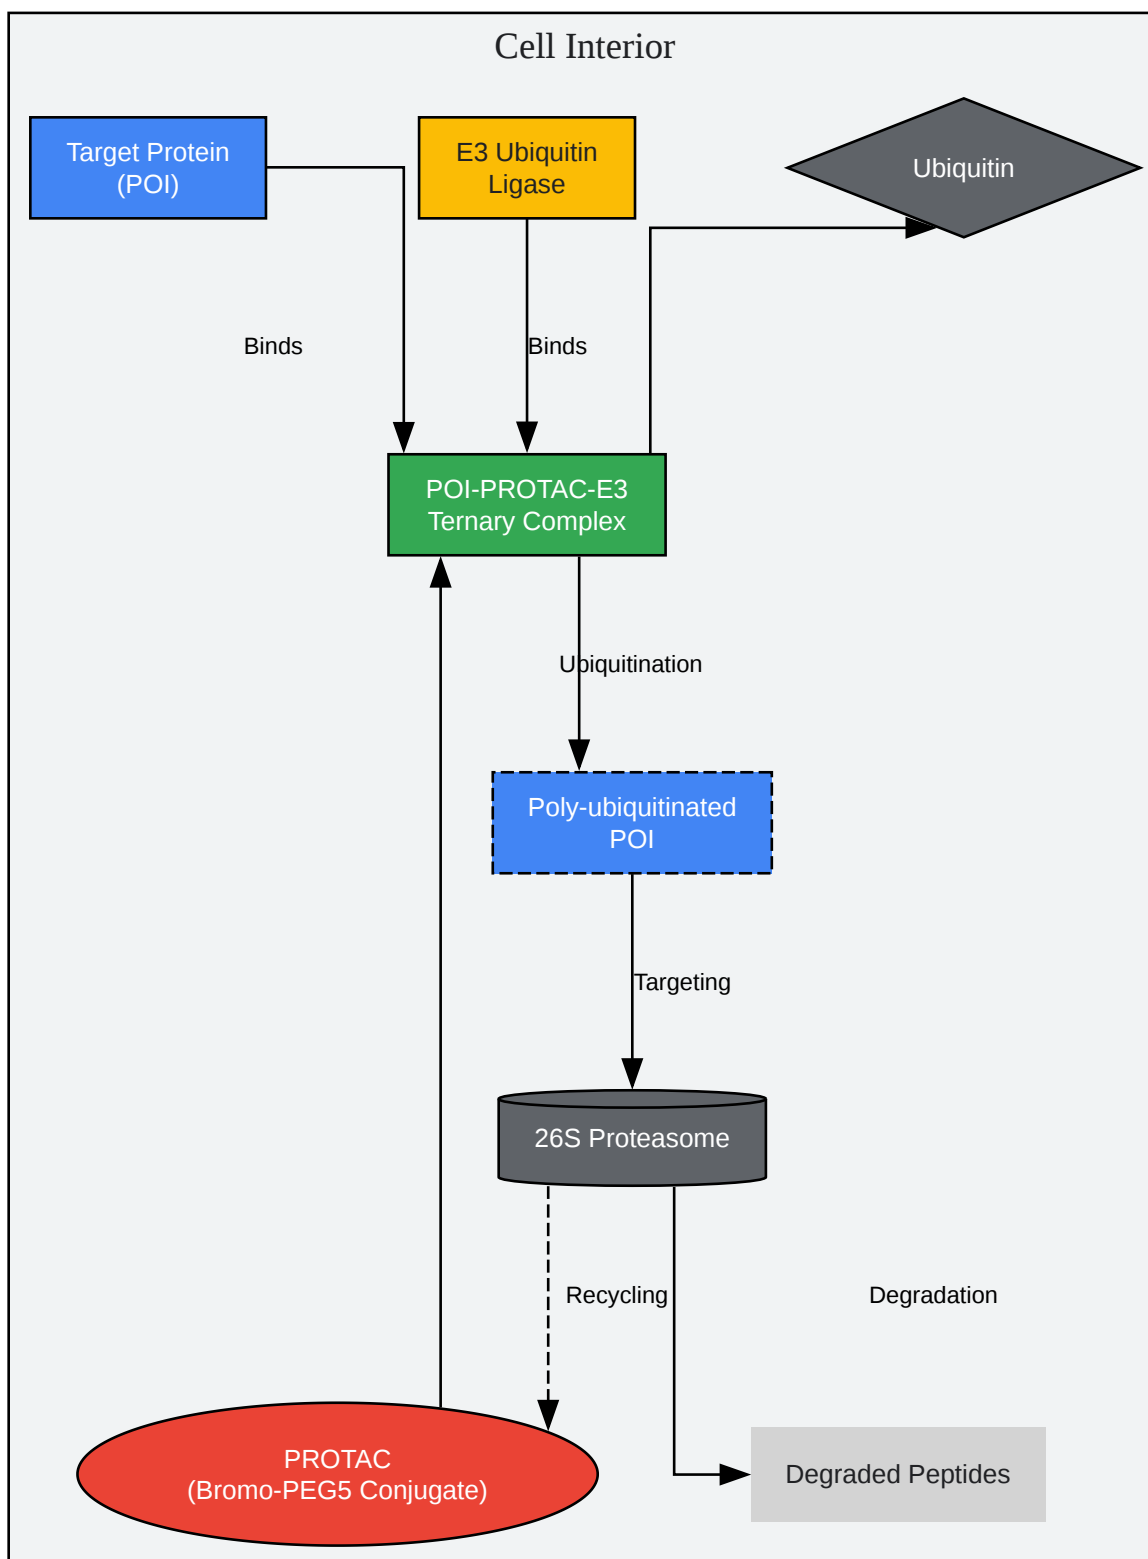 Cell Interior
Target Protein
(POI)
E3 Ubiquitin
Ligase
Ubiquitin
Binds
Binds
POI-PROTAC-E3
Ternary Complex
Ubiquitination
Poly-ubiquitinated
POI
Targeting
26S Proteasome
Recycling
Degradation
PROTAC
(Bromo-PEG5 Conjugate)
Degraded Peptides